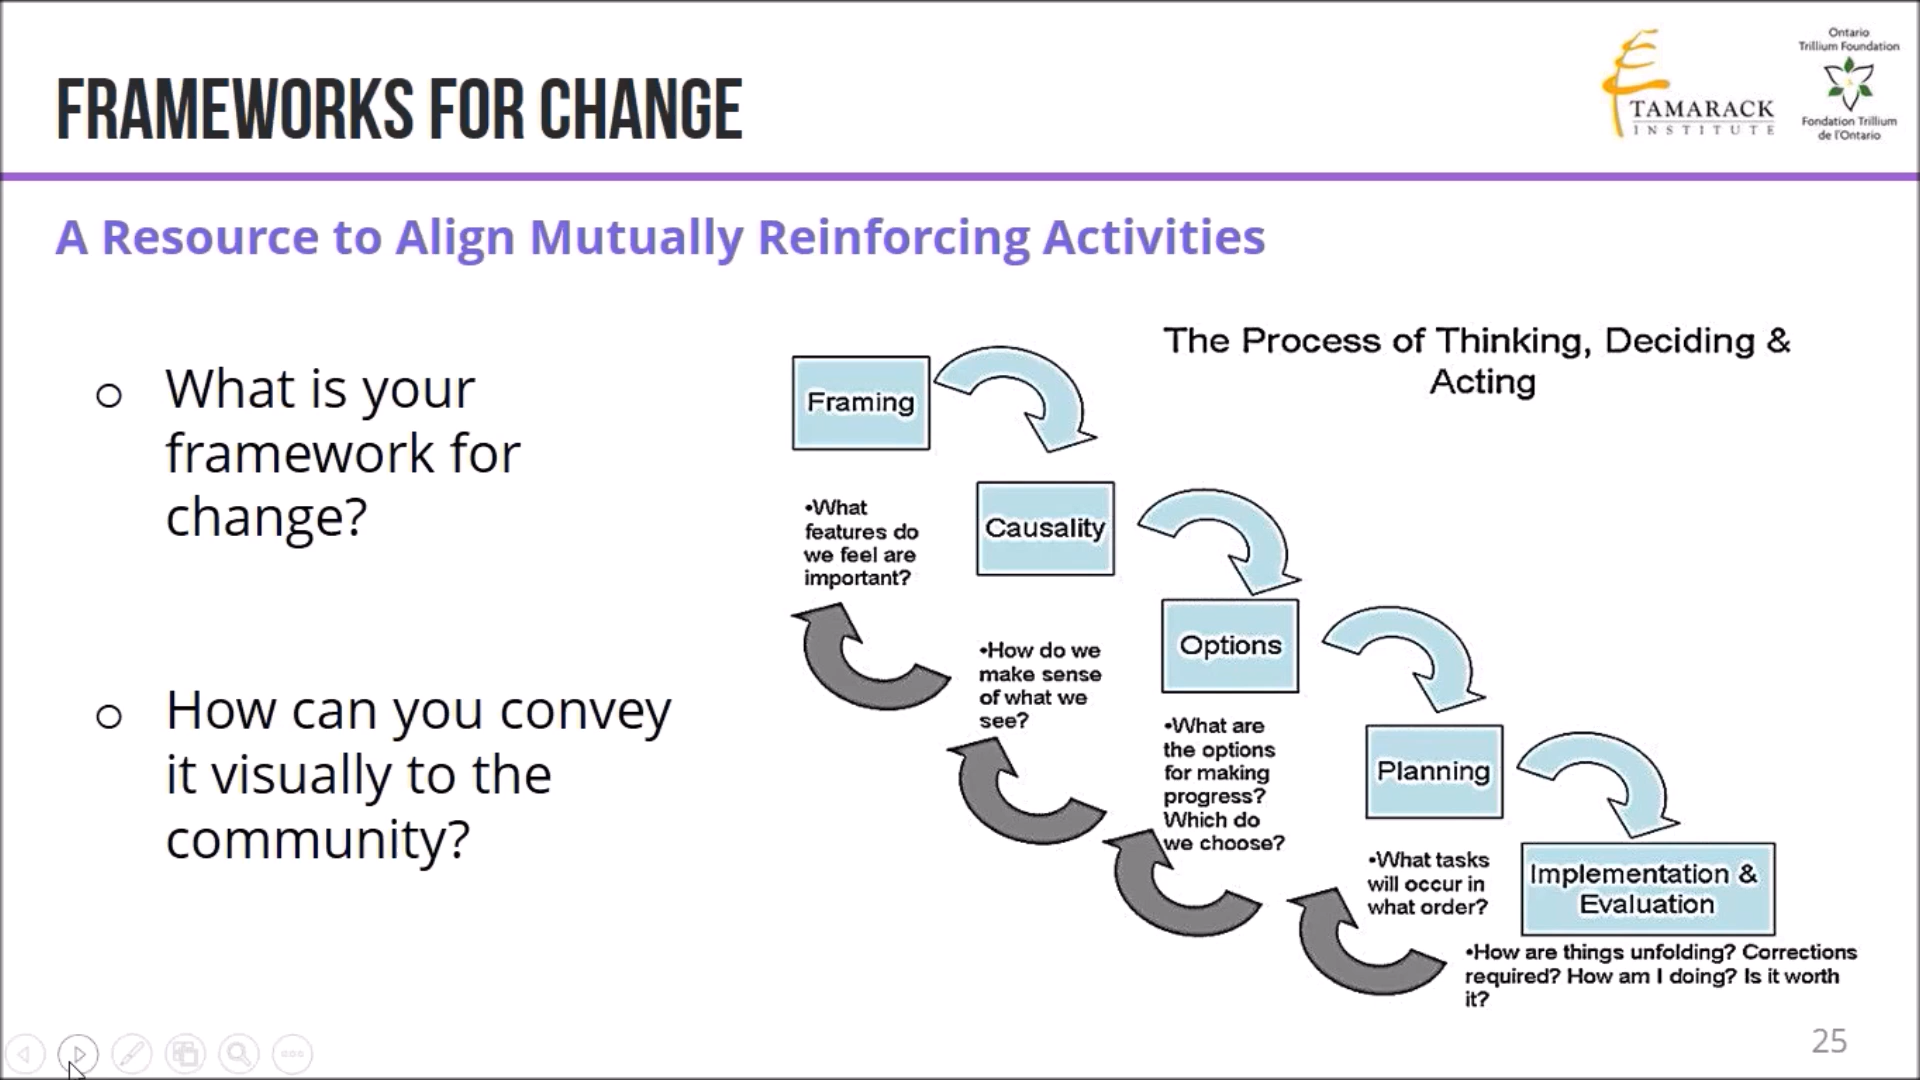 FRAMEWORKS FOR CHANGE
TAMARACK
INSTITUTE
Ontario
Trillium Foundation
Fondation Trillium
de l'Ontario
A Resource to Align Mutually Reinforcing Activities
o What is your
framework for
change?
o How can you convey
it visually to the
community?
The Process of Thinking, Deciding &
Acting
Framing
•What
features do
we feel are
important?
Causality
•How do we
make sense
of what we
see?
Options
•What are
the options
for making
progress?
Which do
we choose?
Planning
•What tasks
will occur in
what order?
Implementation &
Evaluation
•How are things unfolding? Corrections
required? How am I doing? Is it worth
it?
25